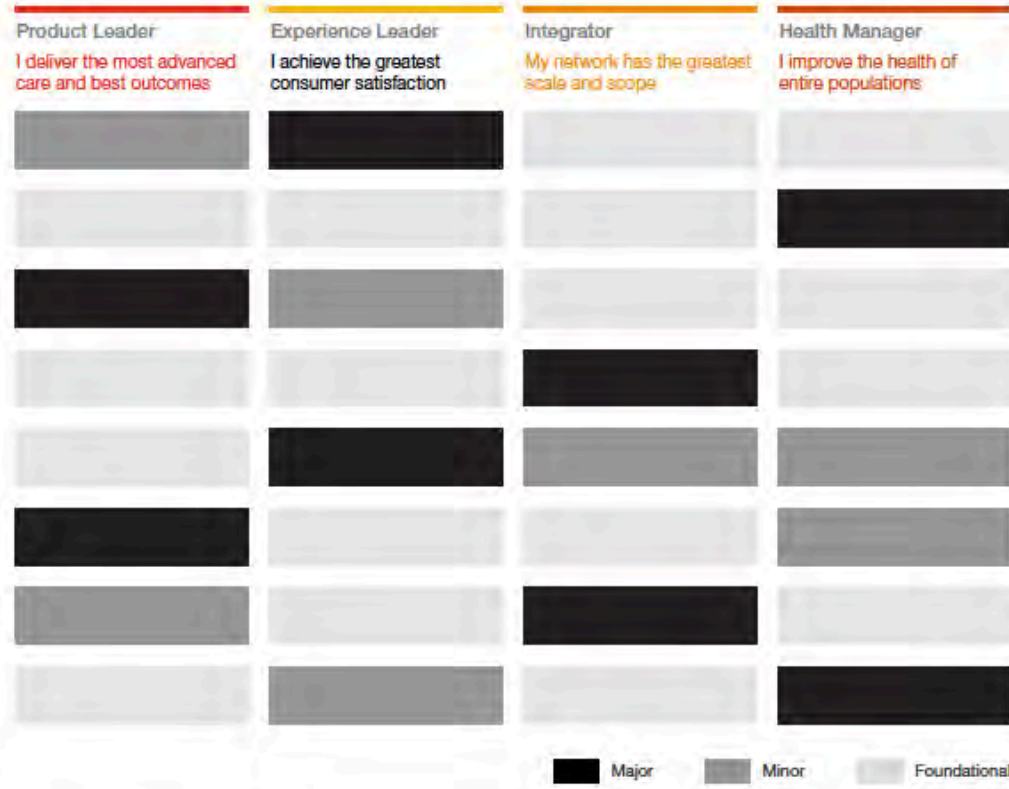 Product Leader
I deliver the most advanced
care and best outcomes
Experience Leader
I achieve the greatest
consumer satisfaction
Integrator
My network has the greatest
scale and scope
Health Manager
I improve the health of
entire populations
Major
Minor
Foundational